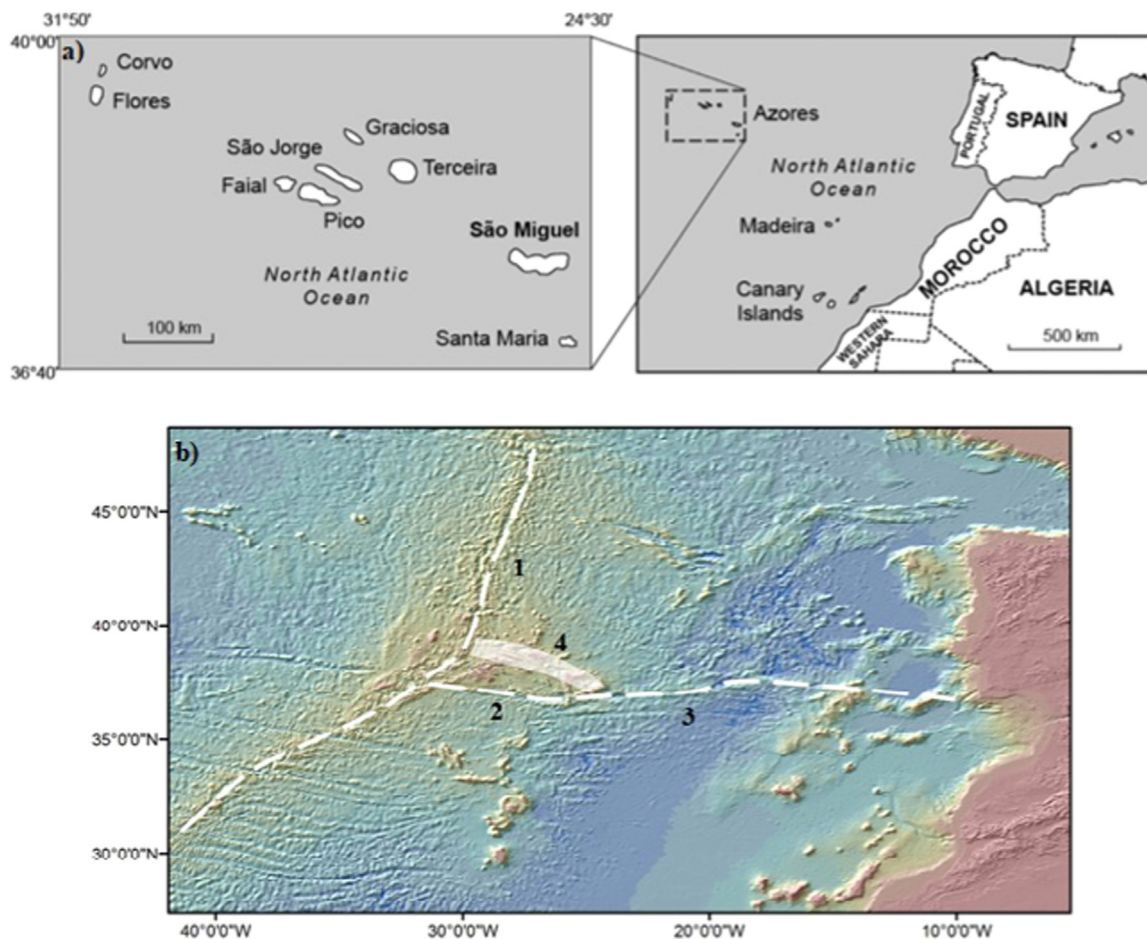 31°50'
24°30'
40°00'
a)
Corvo
Flores
Graciosa
São Jorge
Terceira
Faial
Pico
São Miguel
North Atlantic
Ocean
100 km
Santa Maria
36°40'
Azores
PORTUGAL
SPAIN
North Atlantic
Ocean
Madeira
MOROCCO
Canary
Islands
ALGERIA
WESTERN
SAHARA
500 km
b)
45°0'0"N
1
40°0'0"N
4
2
3
35°0'0"N
30°0'0"N
40°0'0"W
30°0'0"W
20°0'0"W
10°0'0"W